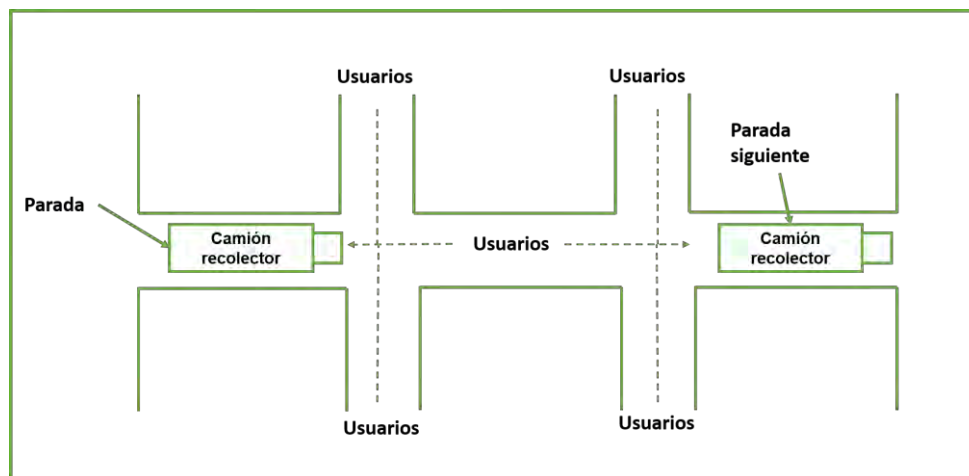 Usuarios
Usuarios
Parada
siguiente
Parada
Camión
recolector
Usuarios
Camión
recolector
Usuarios
Usuarios